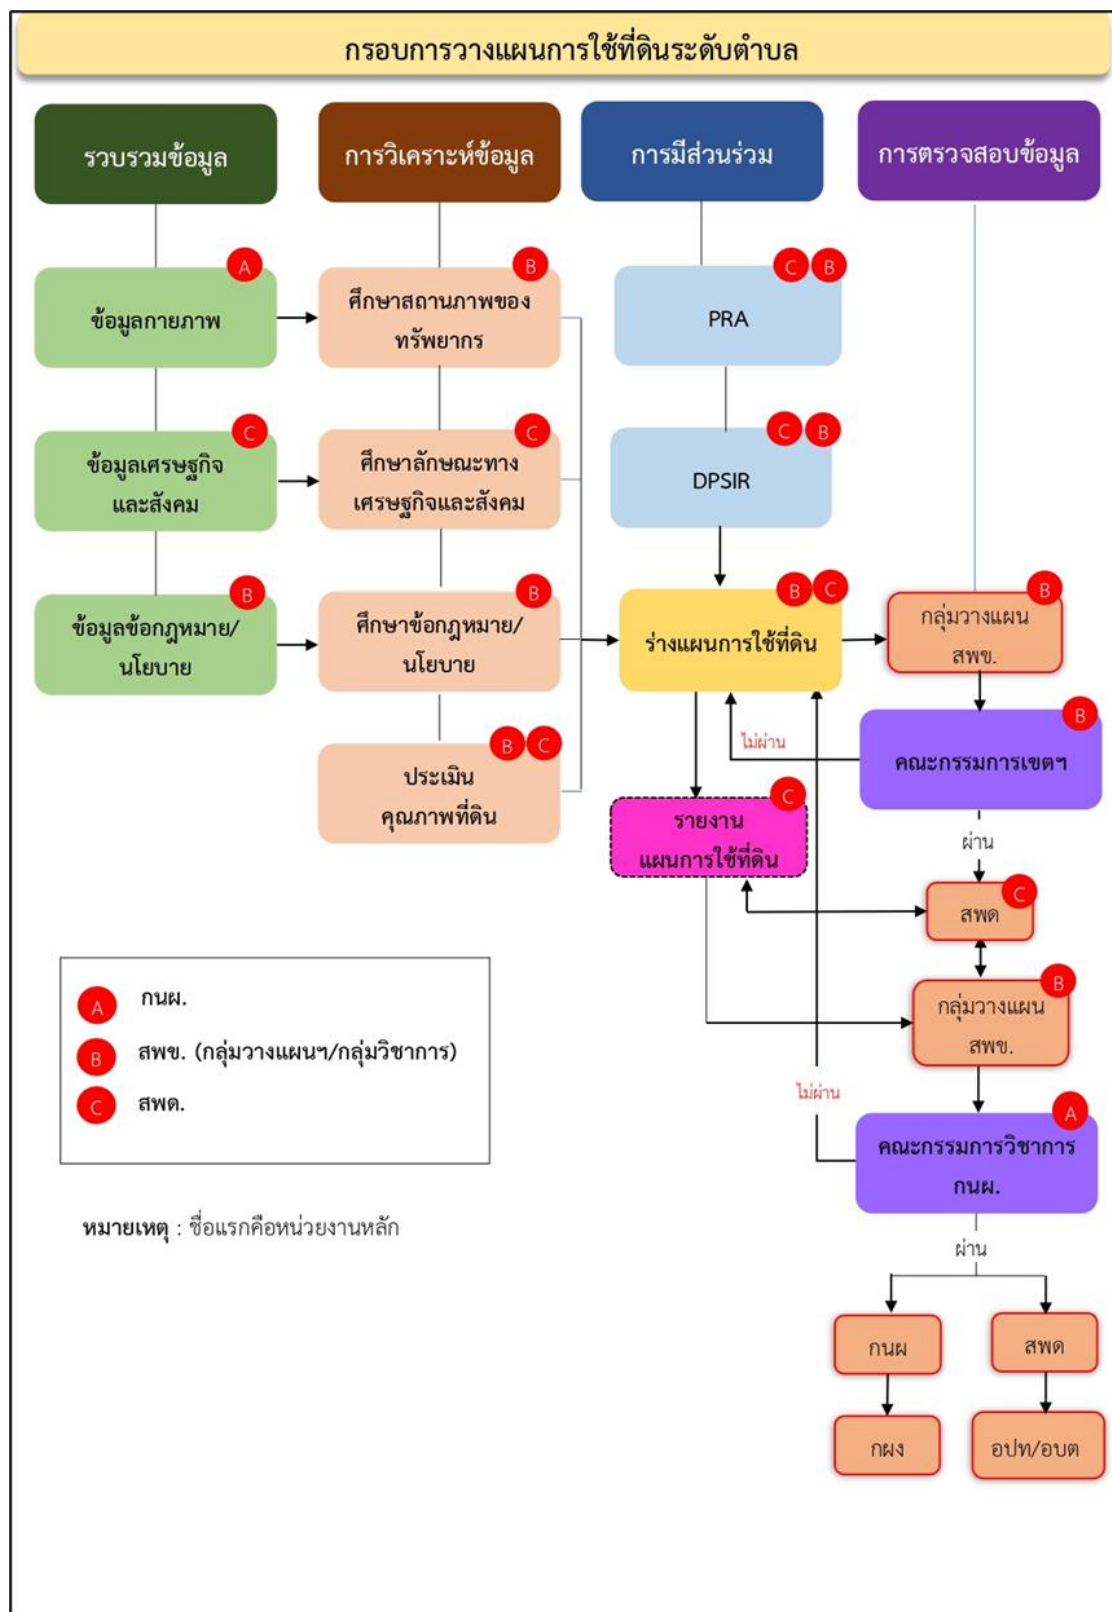 กรอบการวางแผนการใช้ที่ดินระดับตำบล
รวบรวมข้อมูล
การวิเคราะห์ข้อมูล
การมีส่วนร่วม
การตรวจสอบข้อมูล
A
ข้อมูลกายภาพ
B
ศึกษาสถานภาพของ
ทรัพยากร
C B
PRA
C
ข้อมูลเศรษฐกิจ
และสังคม
C
ศึกษาลักษณะทาง
เศรษฐกิจและสังคม
C B
DPSIR
B
ข้อมูลข้อกฎหมาย/
นโยบาย
B
ศึกษาข้อกฎหมาย/
นโยบาย
B C
ร่างแผนการใช้ที่ดิน
B
กลุ่มวางแผน
สพข.
B C
ประเมิน
คุณภาพที่ดิน
ไม่ผ่าน
B
คณะกรรมการเขตฯ
C
รายงาน
แผนการใช้ที่ดิน
ผ่าน
C
สพด
B
กลุ่มวางแผน
สพข.
A กนผ.
B สพข. (กลุ่มวางแผนฯ/กลุ่มวิชาการ)
C สพด.
ไม่ผ่าน
A
คณะกรรมการวิชาการ
กนผ.
หมายเหตุ : ชื่อแรกคือหน่วยงานหลัก
ผ่าน
กนผ
สพด
กผง
อปท/อบต